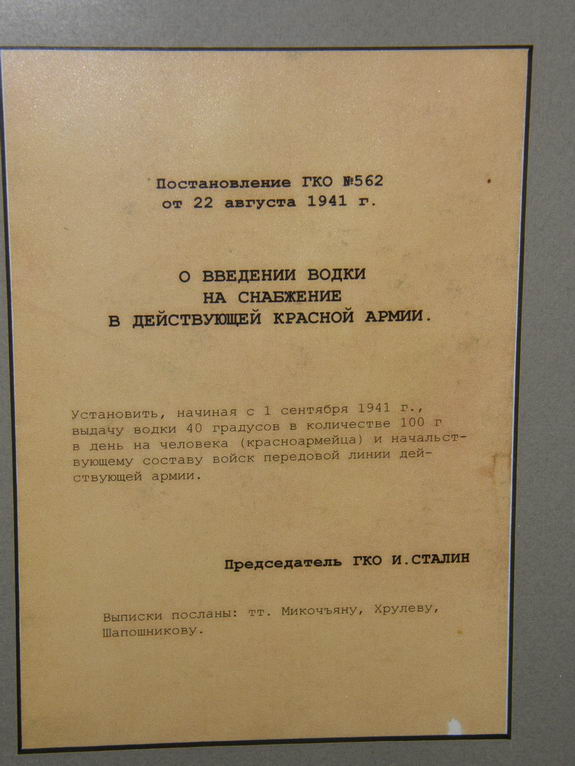 Постановление ГКО №562
от 22 августа 1941 г.
О ВВЕДЕНИИ ВОДКИ
НА СНАБЖЕНИЕ
В ДЕЙСТВУЮЩЕЙ КРАСНОЙ АРМИИ.
Установить, начиная с 1 сентября 1941 г.,
выдачу водки 40 градусов в количестве 100 г
в день на человека (красноармейца) и начальст-
вующему составу войск передовой линии дей-
ствующей армии.
Председатель ГКО И.СТАЛИН
Выписки посланы: тт. Микочъяну, Хрулеву,
Шапошникову.